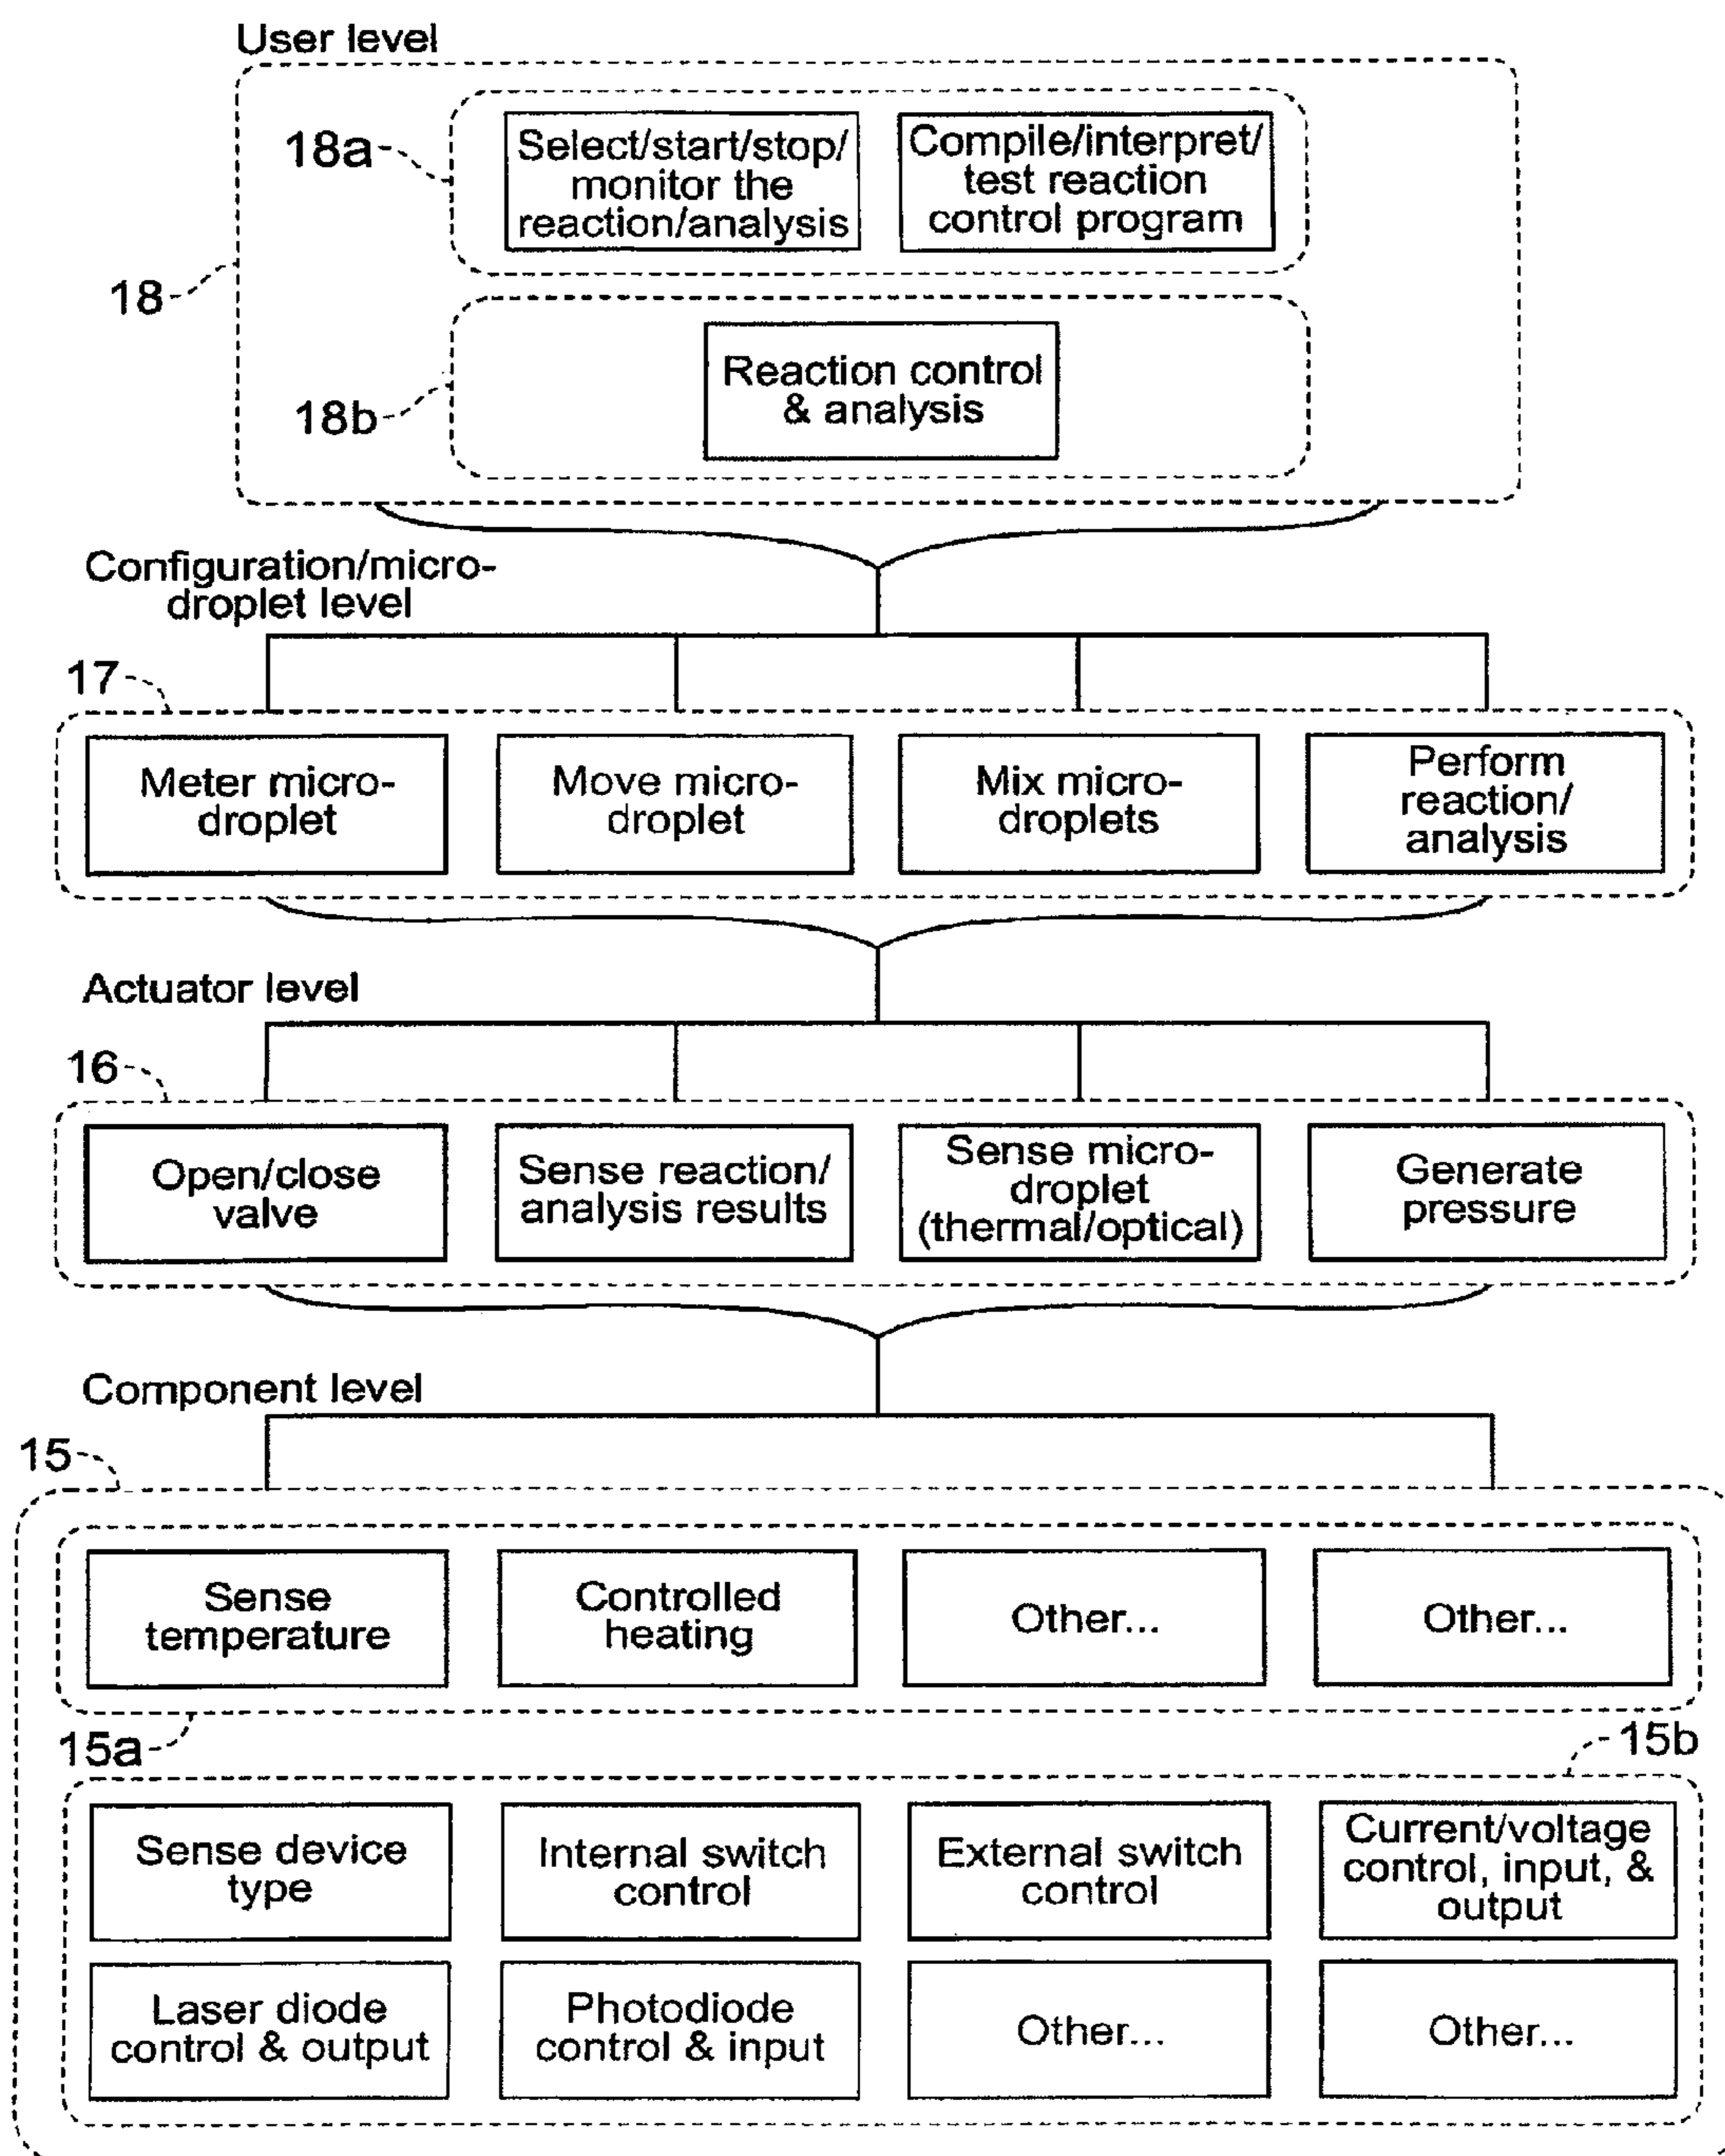 User level
18a
Select/start/stop/
monitor the
reaction/analysis
Compile/interpret/
test reaction
control program
18
18b
Reaction control
& analysis
Configuration/micro-
droplet level
17
Meter micro-
droplet
Move micro-
droplet
Mix micro-
droplets
Perform
reaction/
analysis
Actuator level
16
Open/close
valve
Sense reaction/
analysis results
Sense micro-
droplet
(thermal/optical)
Generate
pressure
Component level
15
Sense
temperature
Controlled
heating
Other...
Other...
15a
15b
Sense device
type
Internal switch
control
External switch
control
Current/voltage
control, input, &
output
Laser diode
control & output
Photodiode
control & input
Other...
Other...